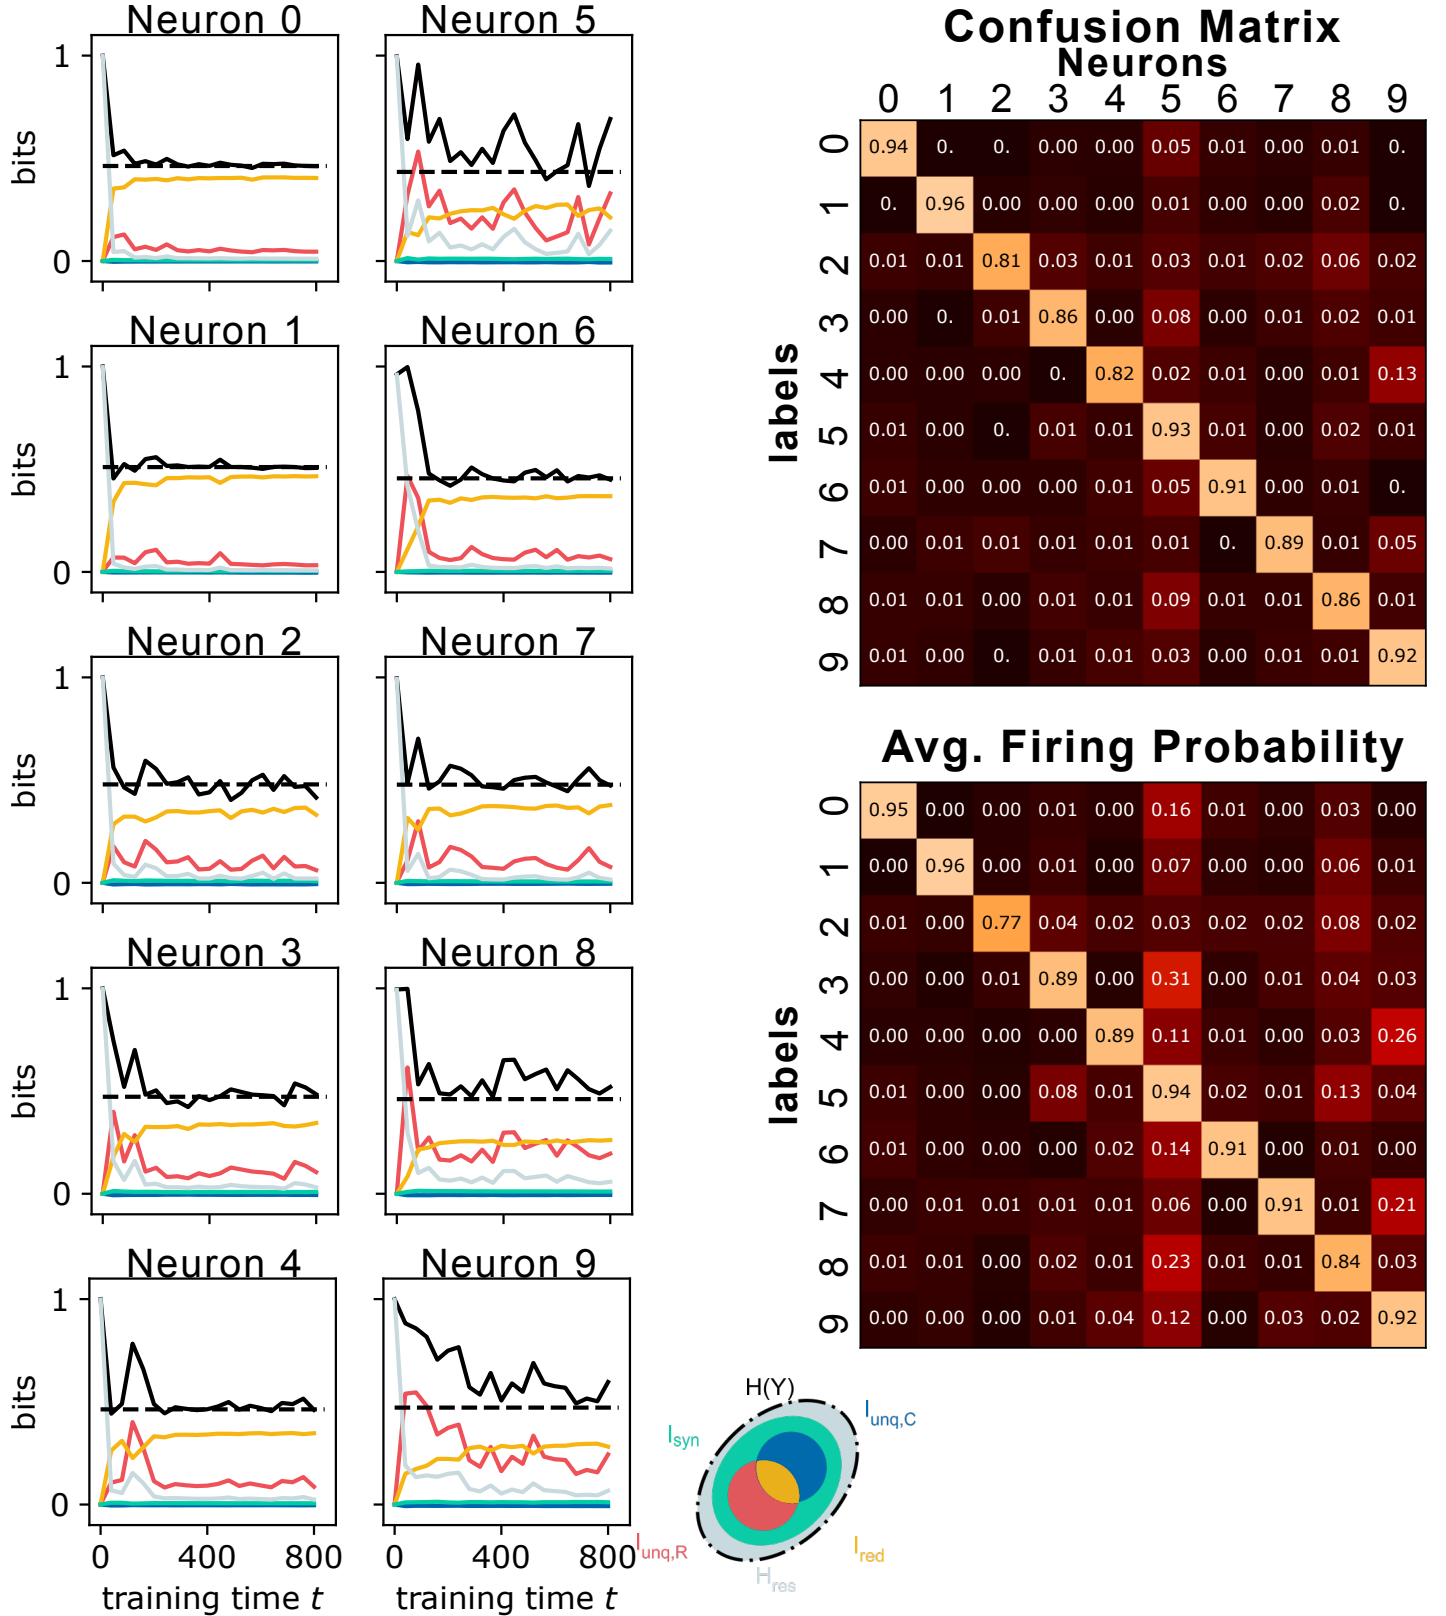 Neuron 0
Neuron 5
1
bits
0
Neuron 1
Neuron 6
1
bits
0
Neuron 2
Neuron 7
1
bits
0
Neuron 3
Neuron 8
1
bits
0
Neuron 4
Neuron 9
1
bits
0
0 400 800
0 400 800
training time t
training time t
Confusion Matrix
Neurons
0 1 2 3 4 5 6 7 8 9
labels
0 0.94 0. 0. 0.00 0.00 0.05 0.01 0.00 0.01 0.
1 0. 0.96 0.00 0.00 0.00 0.01 0.00 0.00 0.02 0.
2 0.01 0.01 0.81 0.03 0.01 0.03 0.01 0.02 0.06 0.02
3 0.00 0. 0.01 0.86 0.00 0.08 0.00 0.01 0.02 0.01
4 0.00 0.00 0.00 0. 0.82 0.02 0.01 0.00 0.01 0.13
5 0.01 0.00 0. 0.01 0.01 0.93 0.01 0.00 0.02 0.01
6 0.01 0.00 0.00 0.00 0.01 0.05 0.91 0.00 0.01 0.
7 0.00 0.01 0.01 0.01 0.01 0.01 0. 0.89 0.01 0.05
8 0.01 0.01 0.00 0.01 0.01 0.09 0.01 0.01 0.86 0.01
9 0.01 0.00 0. 0.01 0.01 0.03 0.00 0.01 0.01 0.92
Avg. Firing Probability
labels
0 0.95 0.00 0.00 0.01 0.00 0.16 0.01 0.00 0.03 0.00
1 0.00 0.96 0.00 0.01 0.00 0.07 0.00 0.00 0.06 0.01
2 0.01 0.00 0.77 0.04 0.02 0.03 0.02 0.02 0.08 0.02
3 0.00 0.00 0.01 0.89 0.00 0.31 0.00 0.01 0.04 0.03
4 0.00 0.00 0.00 0.00 0.89 0.11 0.01 0.00 0.03 0.26
5 0.01 0.00 0.00 0.08 0.01 0.94 0.02 0.01 0.13 0.04
6 0.01 0.00 0.00 0.00 0.02 0.14 0.91 0.00 0.01 0.00
7 0.00 0.01 0.01 0.01 0.01 0.06 0.00 0.91 0.01 0.21
8 0.01 0.01 0.00 0.02 0.01 0.23 0.01 0.01 0.84 0.03
9 0.00 0.00 0.00 0.01 0.04 0.12 0.00 0.03 0.02 0.92
H(Y)
Iunq,C
Isyn
Iunq,R
Ired
Hres